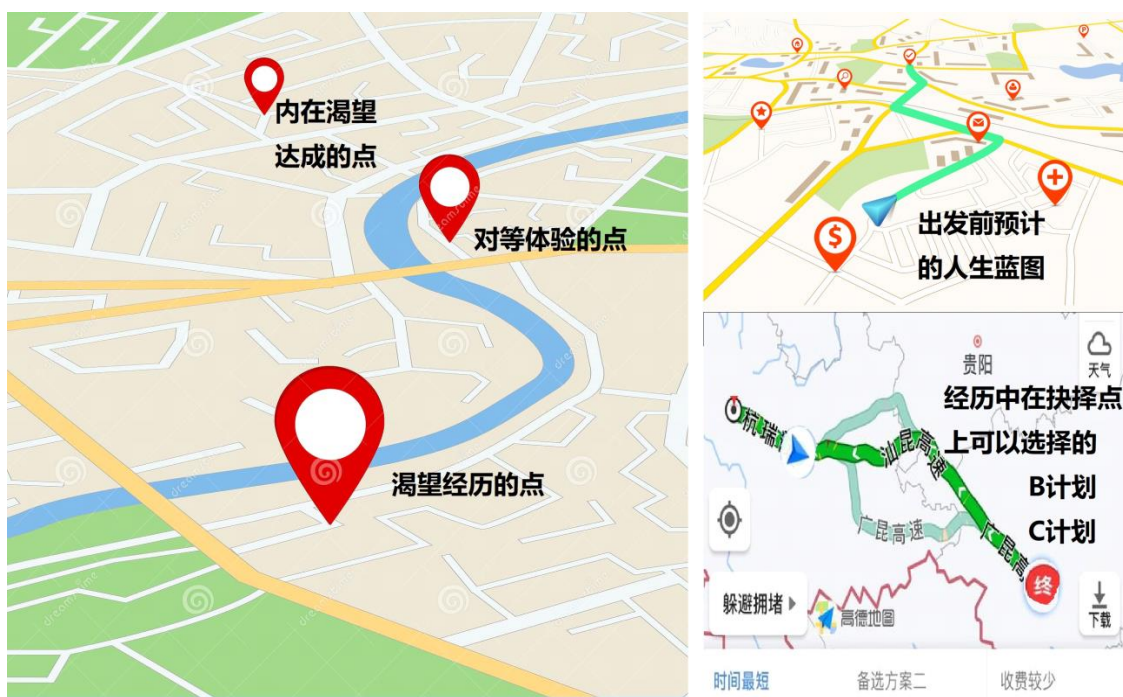 内在渴望
达成的点
对等体验的点
渴望经历的点
dreamstime
出发前预计
的人生蓝图
$
贵阳
天气
经历中在抉择点
上可以选择的
B计划
C计划
杭瑞
汕昆高速
广昆高速
广昆高
终
躲避拥堵
高德地图
下载
时间最短
备选方案二
收费较少